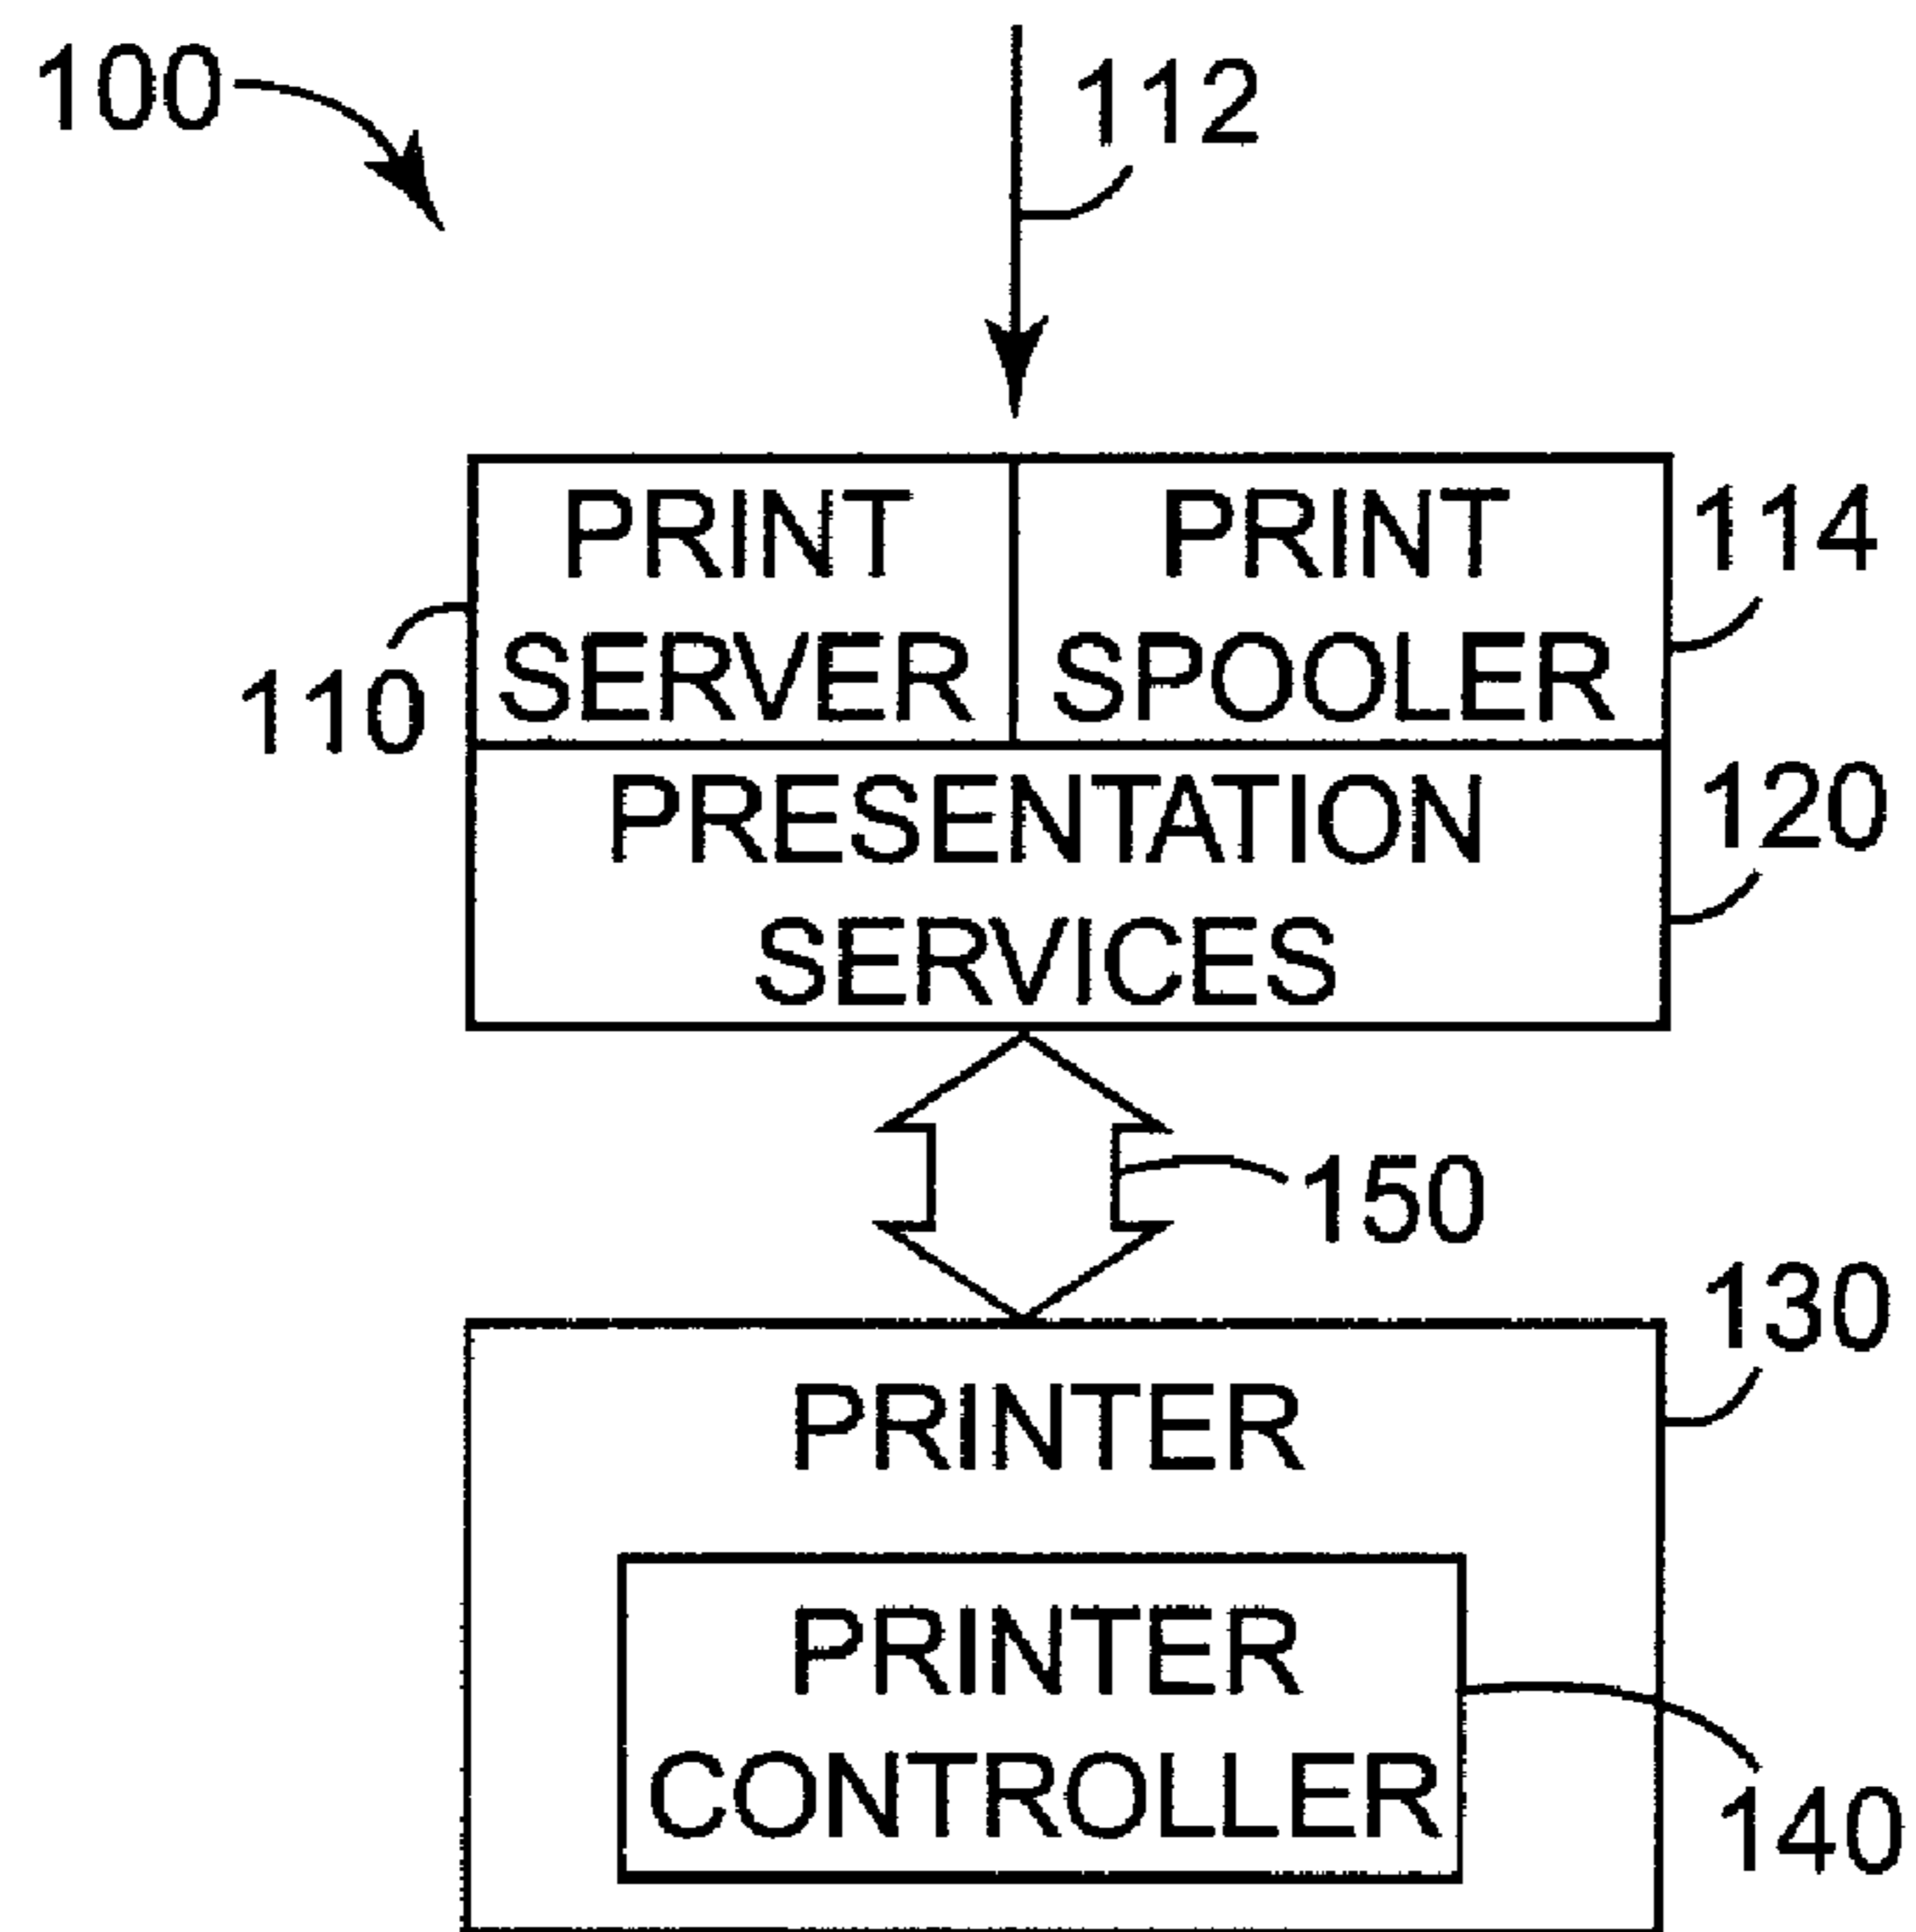 100
112
PRINT
SERVER
PRINT
SPOOLER
114
110
PRESENTATION
SERVICES
120
150
130
PRINTER
PRINTER
CONTROLLER
140